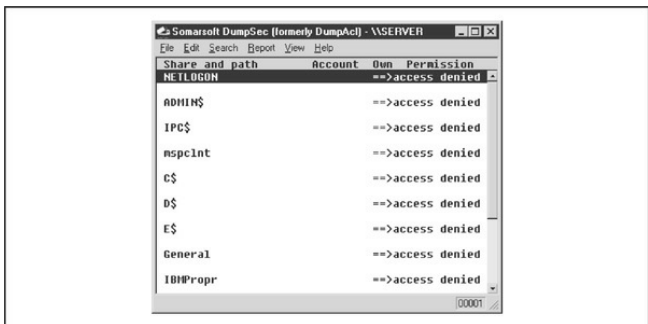 Somarsoft DumpSec (formerly DumpAcl) - \\SERVER
File Edit Search Report View Help
Share and path Account Own Permission
NETLOGON ==>access denied
ADMIN$ ==>access denied
IPC$ ==>access denied
mspclnt ==>access denied
C$ ==>access denied
D$ ==>access denied
E$ ==>access denied
General ==>access denied
IBMPropr ==>access denied
00001